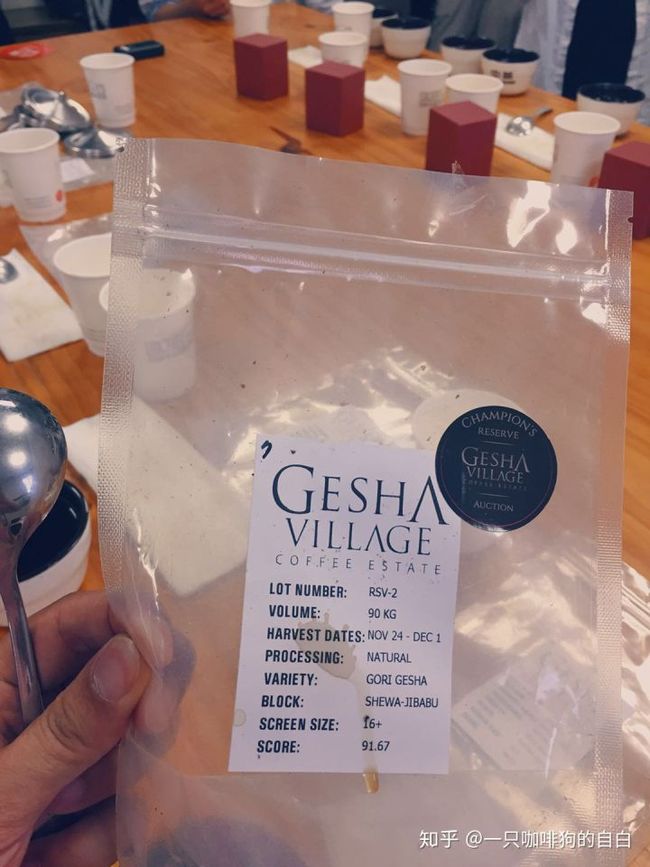 CHAMPION'S
RESERVE
GESHA
VILLAGE
COFFEE ESTATE
AUCTION
GESHA
VILLAGE
COFFEE ESTATE
LOT NUMBER: RSV-2
VOLUME: 90 KG
HARVEST DATES: NOV 24 - DEC 1
PROCESSING: NATURAL
VARIETY: GORI GESHA
BLOCK: SHEWA-JIBABU
SCREEN SIZE: 16+
SCORE: 91.67
知乎 @一只咖啡狗的自白